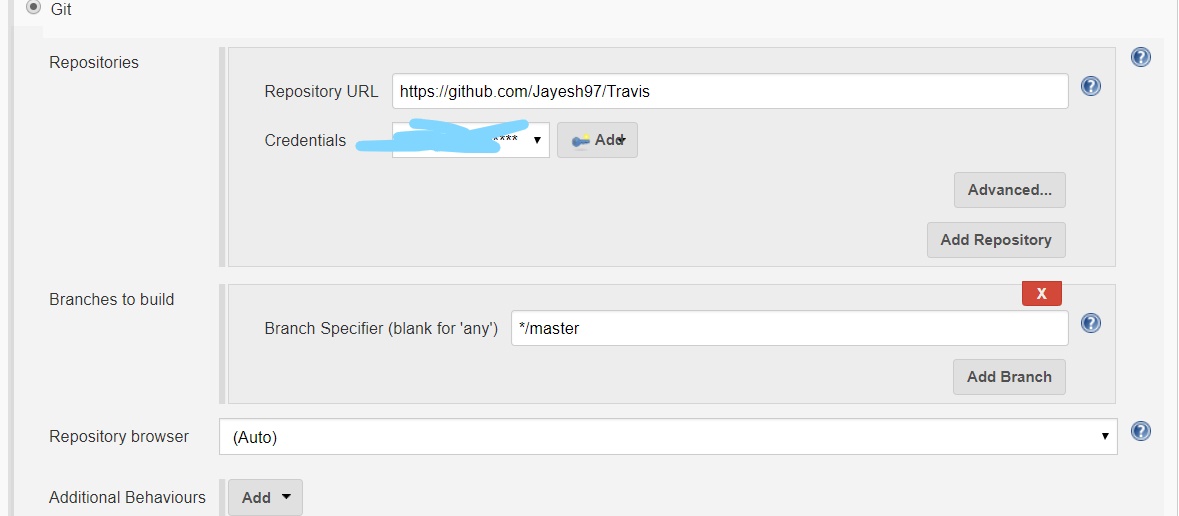 Git
Repositories
Repository URL https://github.com/Jayesh97/Travis
Credentials **** Add
Advanced...
Add Repository
Branches to build
X
Branch Specifier (blank for 'any') */master
Add Branch
Repository browser (Auto)
Additional Behaviours Add